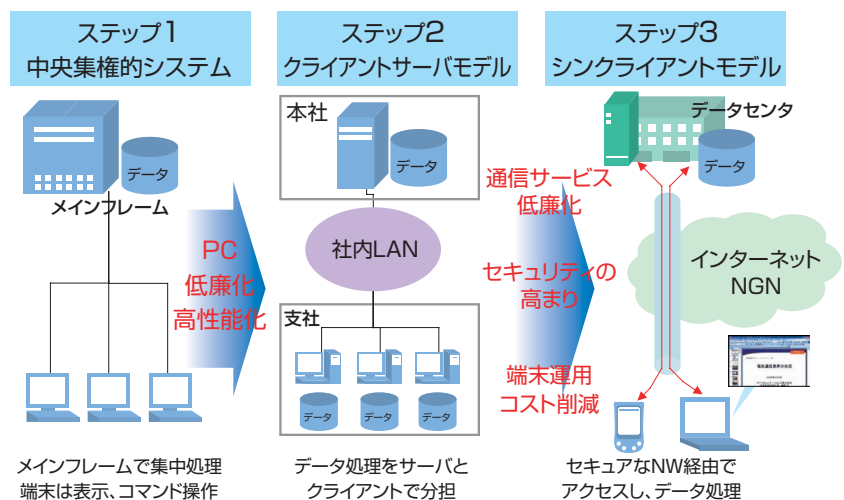 ステップ1
中央集権的システム
データ
メインフレーム
PC
低廉化
高性能化
メインフレームで集中処理
端末は表示、コマンド操作
ステップ2
クライアントサーバモデル
本社
データ
社内LAN
支社
データ
データ
データ
データ処理をサーバと
クライアントで分担
通信サービス
低廉化
セキュリティの
高まり
端末運用
コスト削減
ステップ3
シンクライアントモデル
データセンタ
データ
インターネット
NGN
セキュアなNW経由で
アクセスし、データ処理